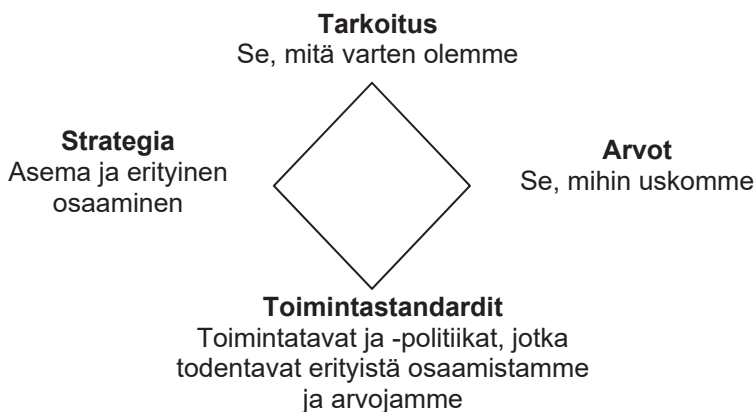 Tarkoitus
Se, mitä varten olemme
Strategia
Asema ja erityinen
osaaminen
Arvot
Se, mihin uskomme
Toimintastandardit
Toimintatavat ja -politiikat, jotka
todentavat erityistä osaamistamme
ja arvojamme